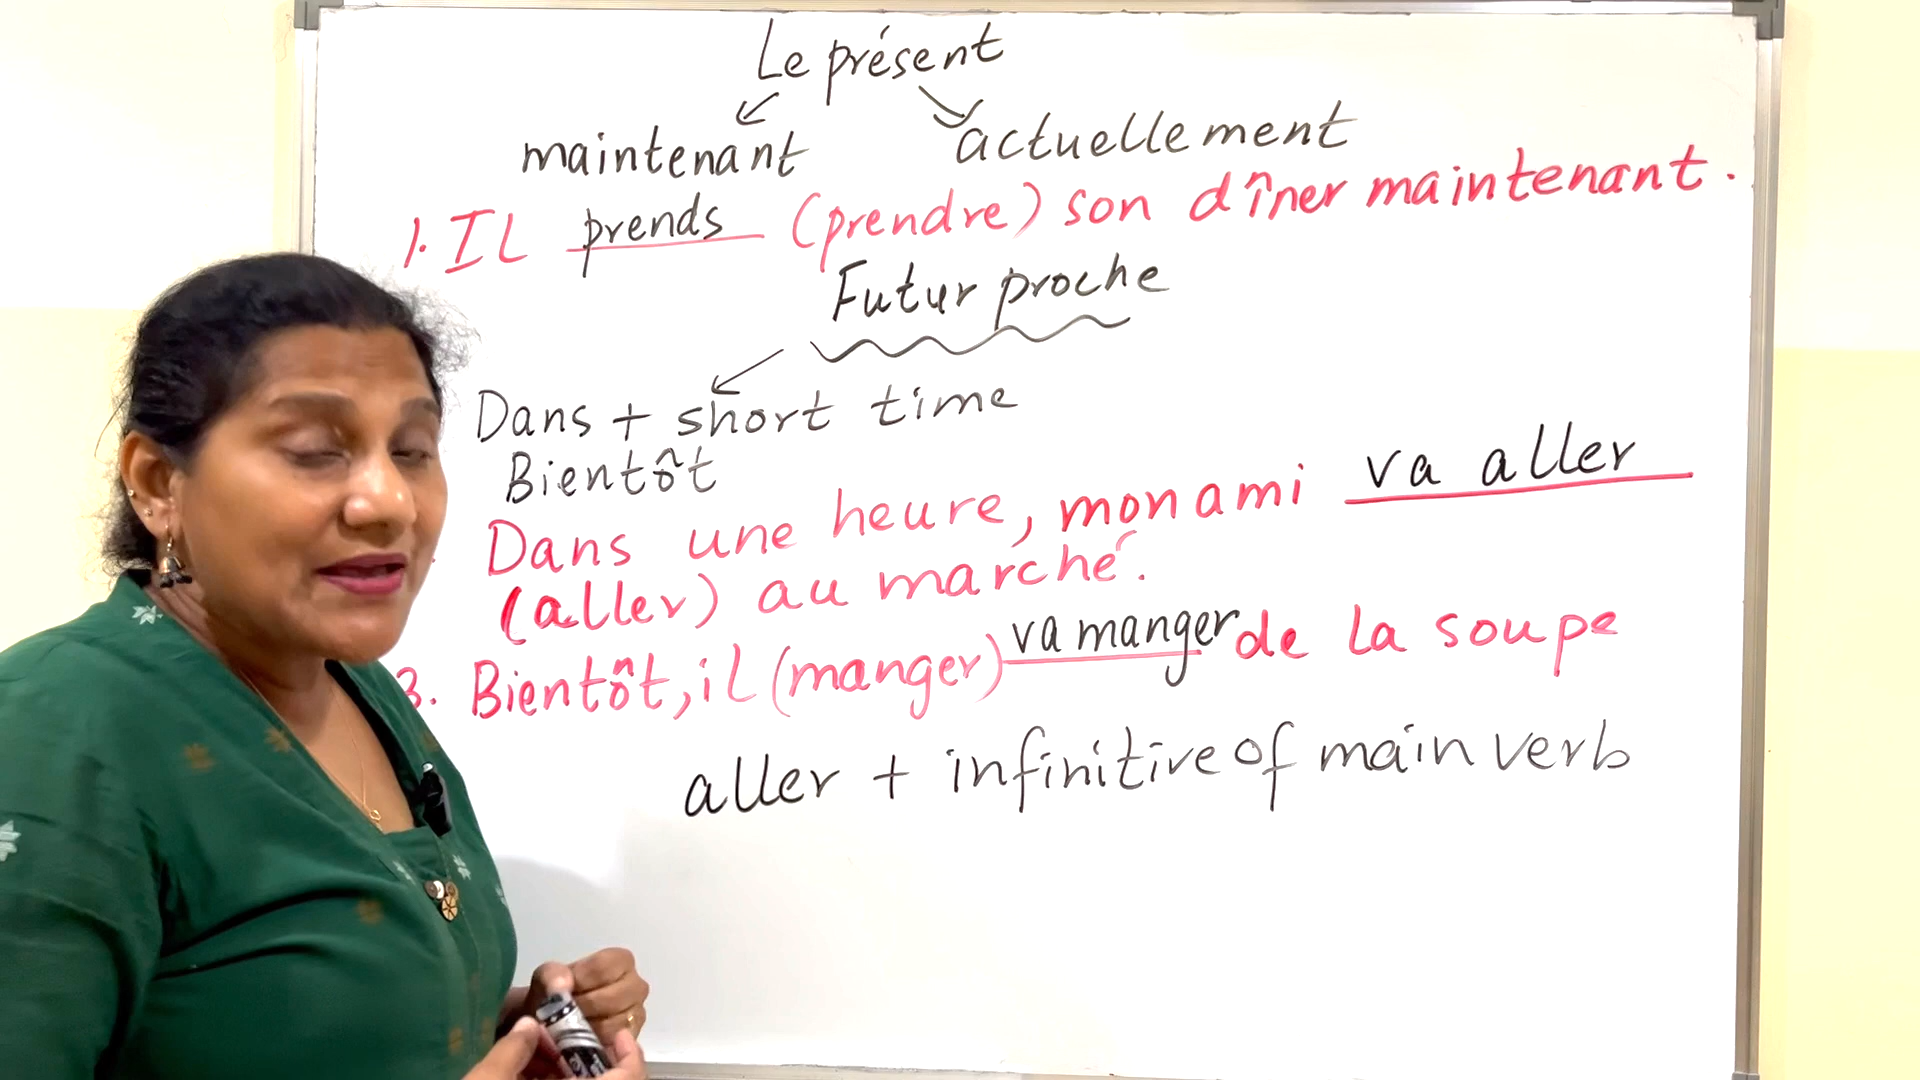 Le présent
maintenant actuellement
1. IL prends (prendre) son dîner maintenant.
Futur proche
Dans + short time
Bientôt
Dans une heure, mon ami va aller
(aller) au marché.
3. Bientôt, il (manger) va manger de la soupe
aller + infinitive of main verb